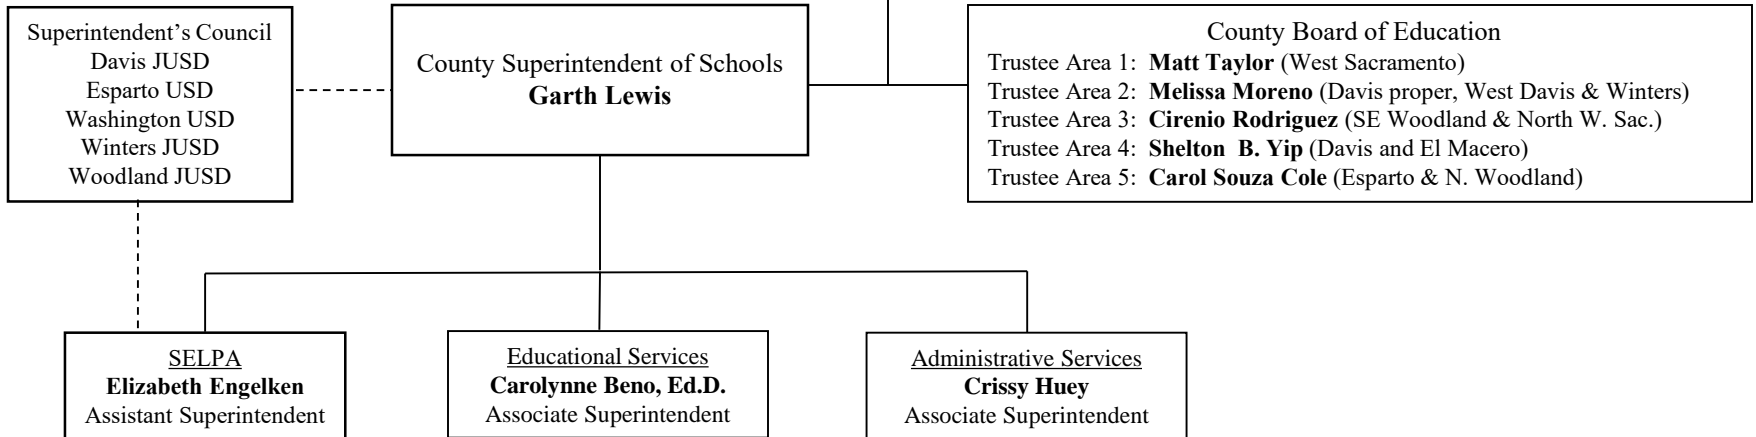 Superintendent’s Council
Davis JUSD
Esparto USD
Washington USD
Winters JUSD
Woodland JUSD
County Superintendent of Schools
Garth Lewis
County Board of Education
Trustee Area 1: Matt Taylor (West Sacramento)
Trustee Area 2: Melissa Moreno (Davis proper, West Davis & Winters)
Trustee Area 3: Cirenio Rodriguez (SE Woodland & North W. Sac.)
Trustee Area 4: Shelton B. Yip (Davis and El Macero)
Trustee Area 5: Carol Souza Cole (Esparto & N. Woodland)
SELPA
Elizabeth Engelken
Assistant Superintendent
Educational Services
Carolynne Beno, Ed.D.
Associate Superintendent
Administrative Services
Crissy Huey
Associate Superintendent